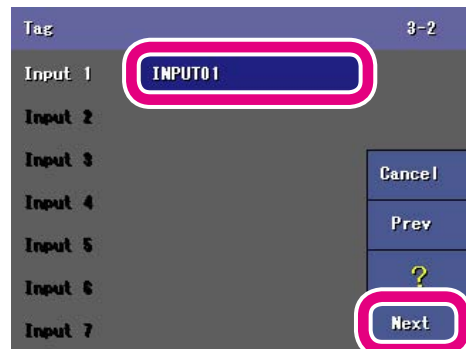 Tag 3-2
Input 1 INPUT01
Input 2
Input 3
Cancel
Input 4
Prev
Input 5
?
Input 6
Next
Input 7